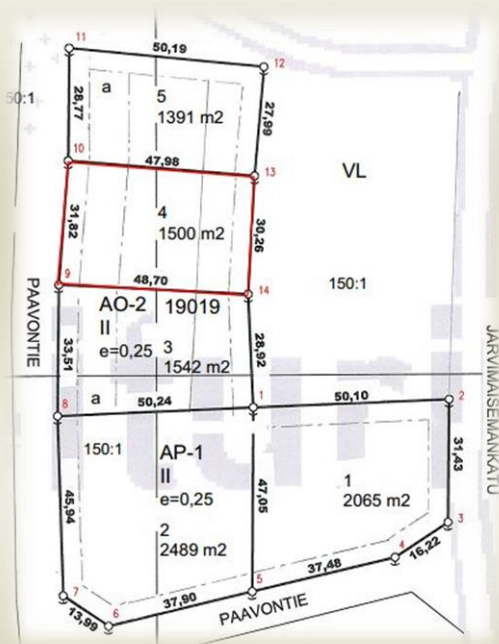 11
50,19
12
50:1
28,77
a
5
1391 m2
27,99
10
47,98
13
VL
31,82
4
1500 m2
30,26
9
48,70
14
150:1
PAAVONTIE
AO-2 19019
II
e=0,25
33,51
3
1542 m2
28,92
JÄRVIMAISEMANKATU
a
8
50,24
1
50,10
2
150:1
AP-1
II
e=0,25
45,94
47,05
31,43
1
2065 m2
2
2489 m2
3
4
16,22
5
37,48
7
13,99
6
37,90
PAAVONTIE